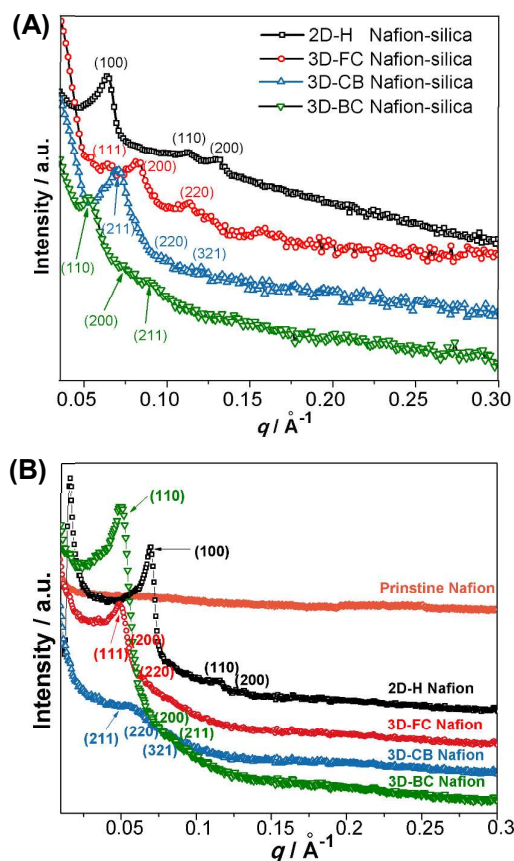 (A)
2D-H Nafion-silica
3D-FC Nafion-silica
3D-CB Nafion-silica
3D-BC Nafion-silica
(100)
(110)
(200)
(111)
(200)
(220)
(211)
(220)
(321)
(110)
(200)
(211)
Intensity / a.u.
0.05 0.10 0.15 0.20 0.25 0.30
q / Å-1
(B)
(110)
(100)
Prinstine Nafion
(111)
(200)
(220)
(110)
(200)
2D-H Nafion
(211)
(220)
(321)
(200)
(211)
3D-FC Nafion
3D-CB Nafion
3D-BC Nafion
Intensity / a.u.
0.05 0.1 0.15 0.2 0.25 0.3
q / Å-1